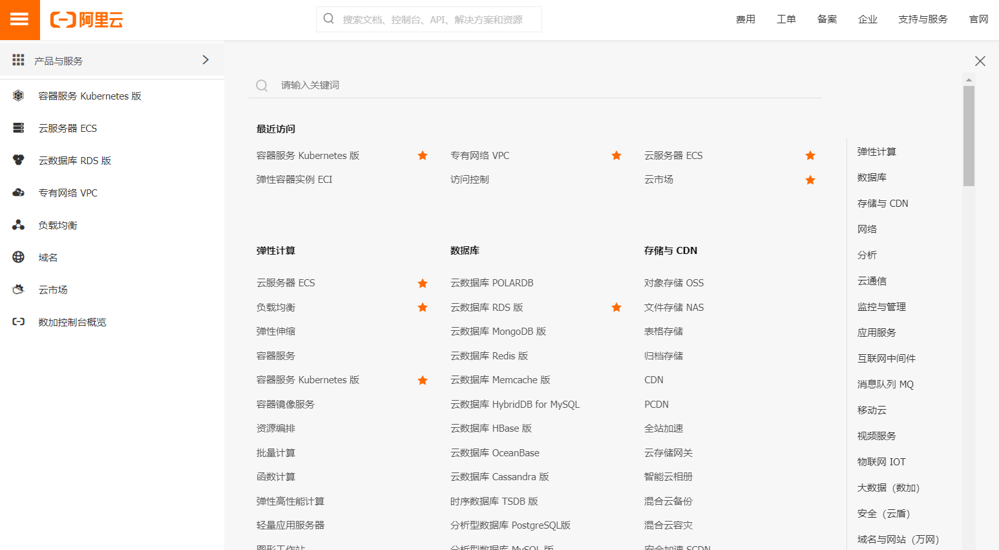 阿里云
搜索文档、控制台、API、解决方案和资源
费用 工单 备案 企业 支持与服务 官网
产品与服务
容器服务 Kubernetes 版
云服务器 ECS
云数据库 RDS 版
专有网络 VPC
负载均衡
域名
云市场
数加控制台概览
请输入关键词
最近访问
容器服务 Kubernetes 版 专有网络 VPC 云服务器 ECS
弹性容器实例 ECI 访问控制 云市场
弹性计算
云服务器 ECS
负载均衡
弹性伸缩
容器服务
容器服务 Kubernetes 版
容器镜像服务
资源编排
批量计算
函数计算
弹性高性能计算
轻量应用服务器
图形工作站
数据库
云数据库 POLARDB
云数据库 RDS 版
云数据库 MongoDB 版
云数据库 Redis 版
云数据库 Memcache 版
云数据库 HybridDB for MySQL
云数据库 HBase 版
云数据库 OceanBase
云数据库 Cassandra 版
时序数据库 TSDB 版
分析型数据库 PostgreSQL版
分析型数据库 MySQL 版
存储与 CDN
对象存储 OSS
文件存储 NAS
表格存储
归档存储
CDN
PCDN
全站加速
云存储网关
智能云相册
混合云备份
混合云容灾
安全加速 SCDN
弹性计算
数据库
存储与 CDN
网络
分析
云通信
监控与管理
应用服务
互联网中间件
消息队列 MQ
移动云
视频服务
物联网 IOT
大数据（数加）
安全（云盾）
域名与网站（万网）